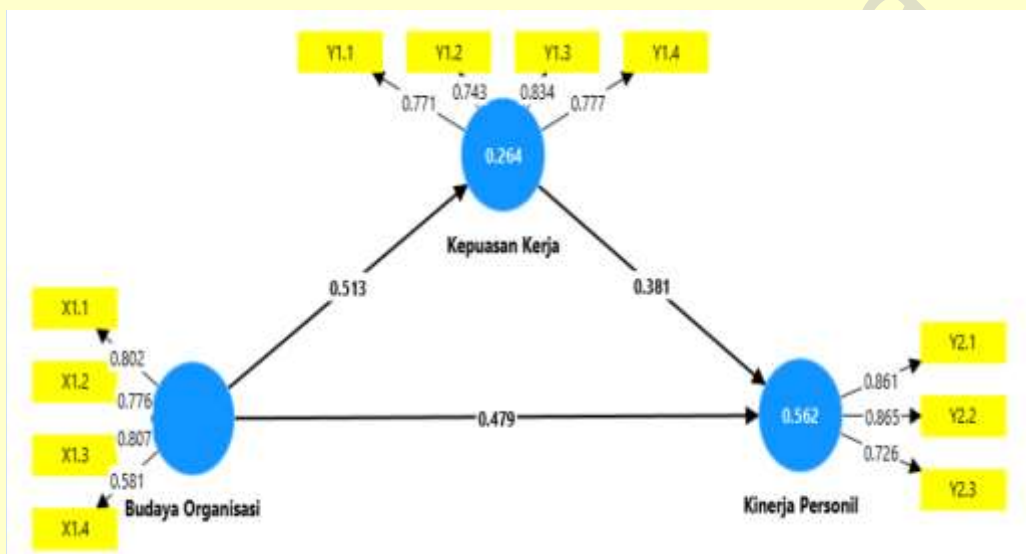 Y1.1 Y1.2 Y1.3 Y1.4
0.771 0.743 0.834 0.777
0.264
Kepuasan Kerja
0.513 0.381
X1.1
0.802
X1.2
0.776
0.807
X1.3
0.581
X1.4
Budaya Organisasi
0.479
0.562
Kinerja Personil
Y2.1
0.861
0.865 Y2.2
0.726
Y2.3